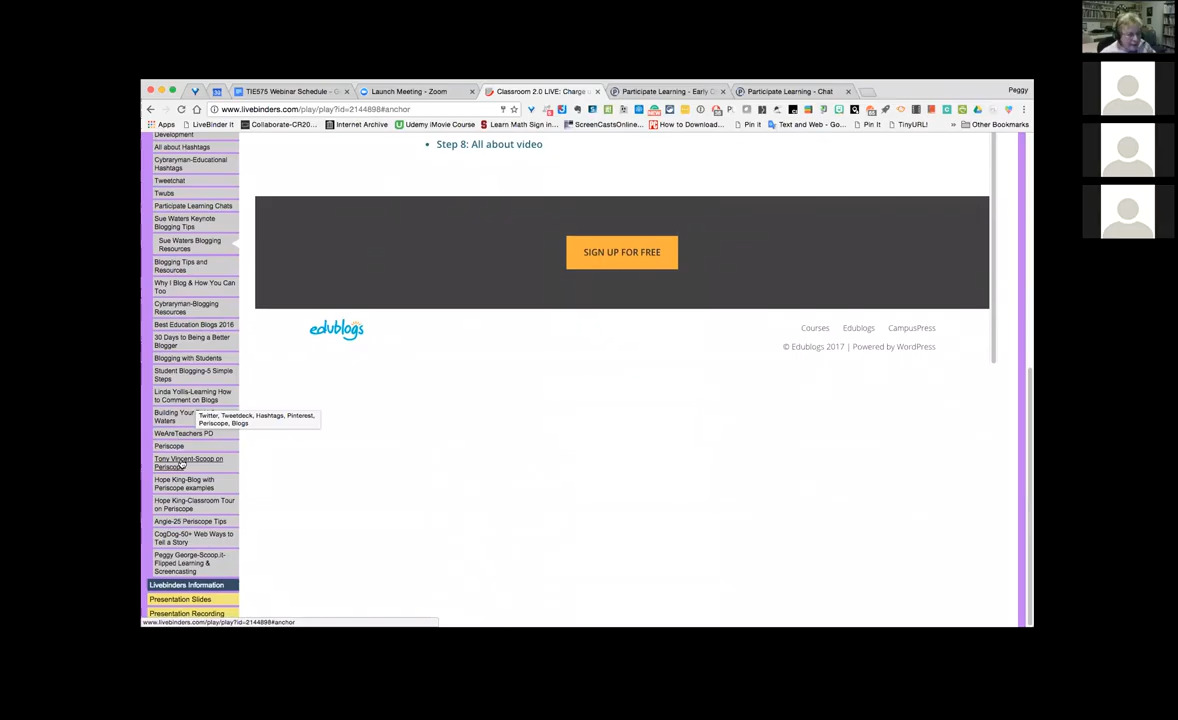 TIE575 Webinar Schedule - G
Launch Meeting - Zoom
Classroom 2.0 LIVE: Charge u
Participate Learning - Early C
Participate Learning - Chat
Peggy
www.livebinders.com/play/play?id=2144898#anchor
Apps LiveBinder It Collaborate-CR20... Internet Archive Udemy iMovie Course Learn Math Sign in... ScreenCastsOnline... How to Download... Pin it Text and Web - Go... Pin It TinyURL! » Other Bookmarks
Development
All about Hashtags
Cybraryman-Educational
Hashtags
Tweetchat
Twubs
Participate Learning Chats
Sue Waters Keynote
Blogging Tips
Sue Waters Blogging
Resources
Blogging Tips and
Resources
Why I Blog & How You Can
Too
Cybraryman-Blogging
Resources
Best Education Blogs 2016
30 Days to Being a Better
Blogger
Blogging with Students
Student Blogging-5 Simple
Steps
Linda Yollis-Learning How
to Comment on Blogs
Building Your
Waters
WeAreTeachers PD
Periscope
Tony Vincent-Scoop on
Periscope
Hope King-Blog with
Periscope examples
Hope King-Classroom Tour
on Periscope
Angie-25 Periscope Tips
CogDog-50+ Web Ways to
Tell a Story
Peggy George-Scoop.it-
Flipped Learning &
Screencasting
Livebinders Information
Presentation Slides
Presentation Recording
Twitter, Tweetdeck, Hashtags, Pinterest,
Periscope, Blogs
• Step 8: All about video
SIGN UP FOR FREE
edublogs
Courses Edublogs CampusPress
© Edublogs 2017 | Powered by WordPress
www.livebinders.com/play/play?id=2144898#anchor